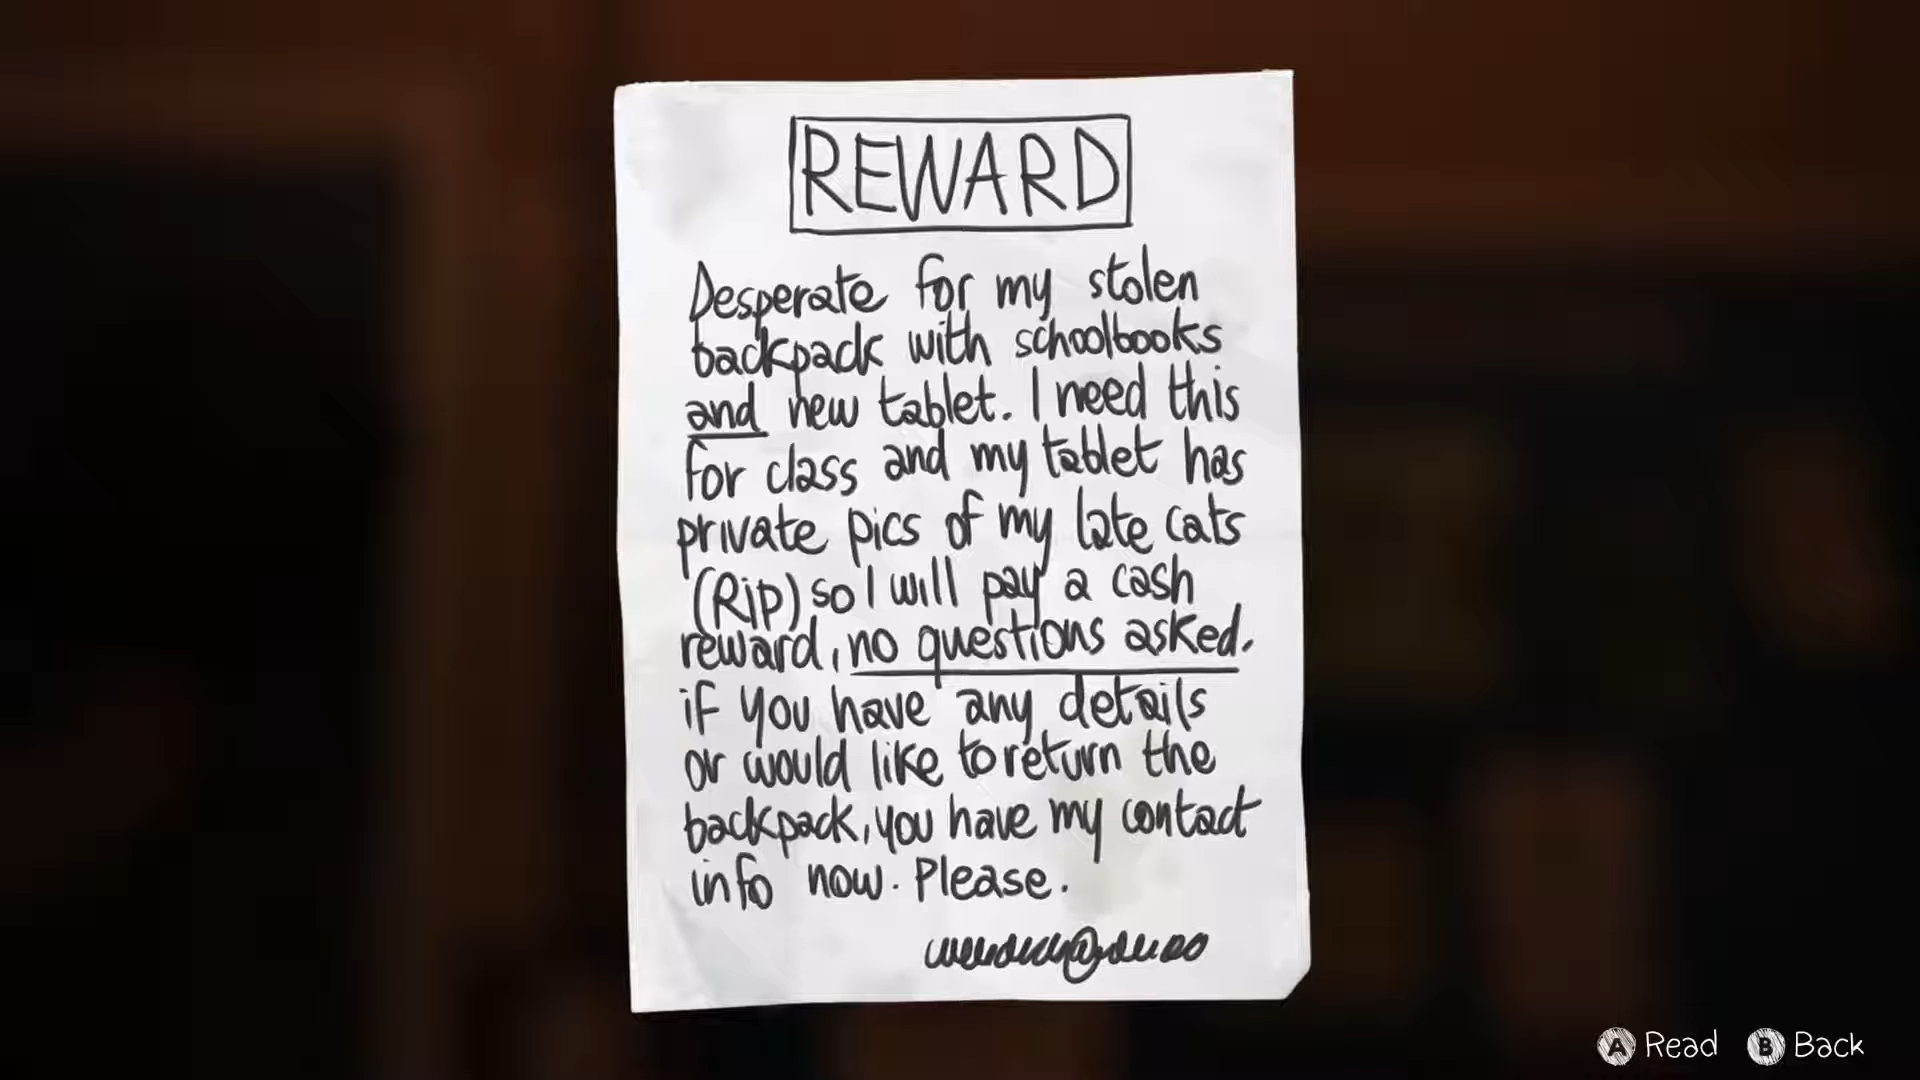 REWARD
Desperate for my stolen
backpack with schoolbooks
and new tablet. I need this
for class and my tablet has
private pics of my late cats
(RiP) so I will pay a cash
reward, no questions asked.
if you have any details
or would like to return the
backpack, you have my contact
info now. Please.
A Read B Back